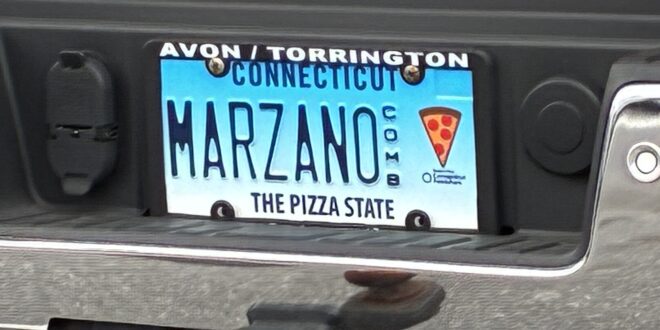 AVON / TORRINGTON
CONNECTICUT
MARZANO
COMB
THE PIZZA STATE